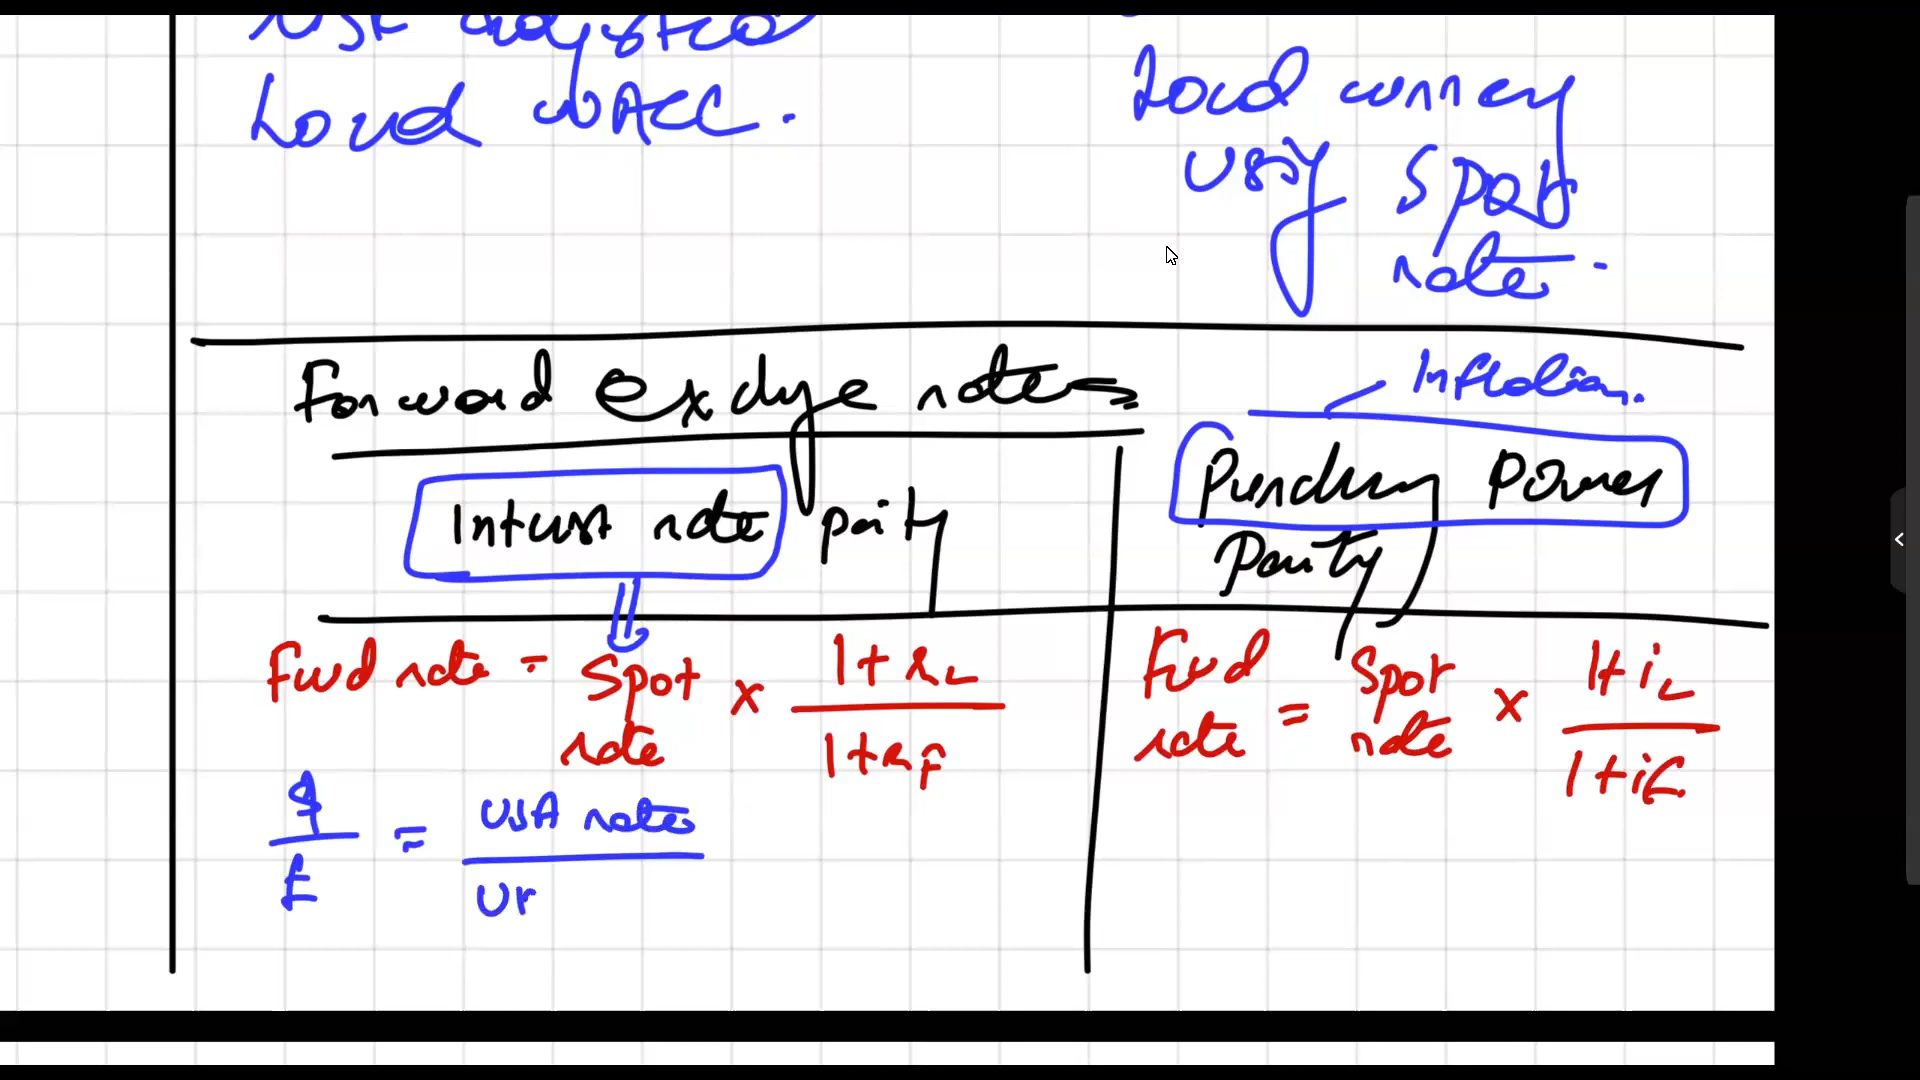 Local WACC.
Local currency
using spot
rate.
Forward exchange rates
Inflation.
Interest rate parity
Purchasing Power
Parity
Fwd rate = Spot rate × 1+rL / 1+rF
Fwd rate = Spot rate × 1+iL / 1+iF
$ / £ = USA rates / UK